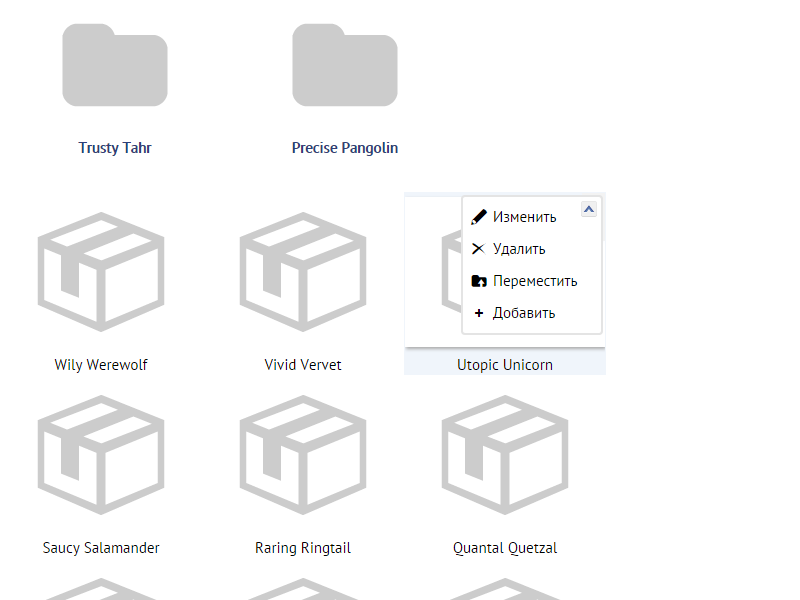 Trusty Tahr
Precise Pangolin
Изменить
Удалить
Переместить
Добавить
Wily Werewolf
Vivid Vervet
Utopic Unicorn
Saucy Salamander
Raring Ringtail
Quantal Quetzal